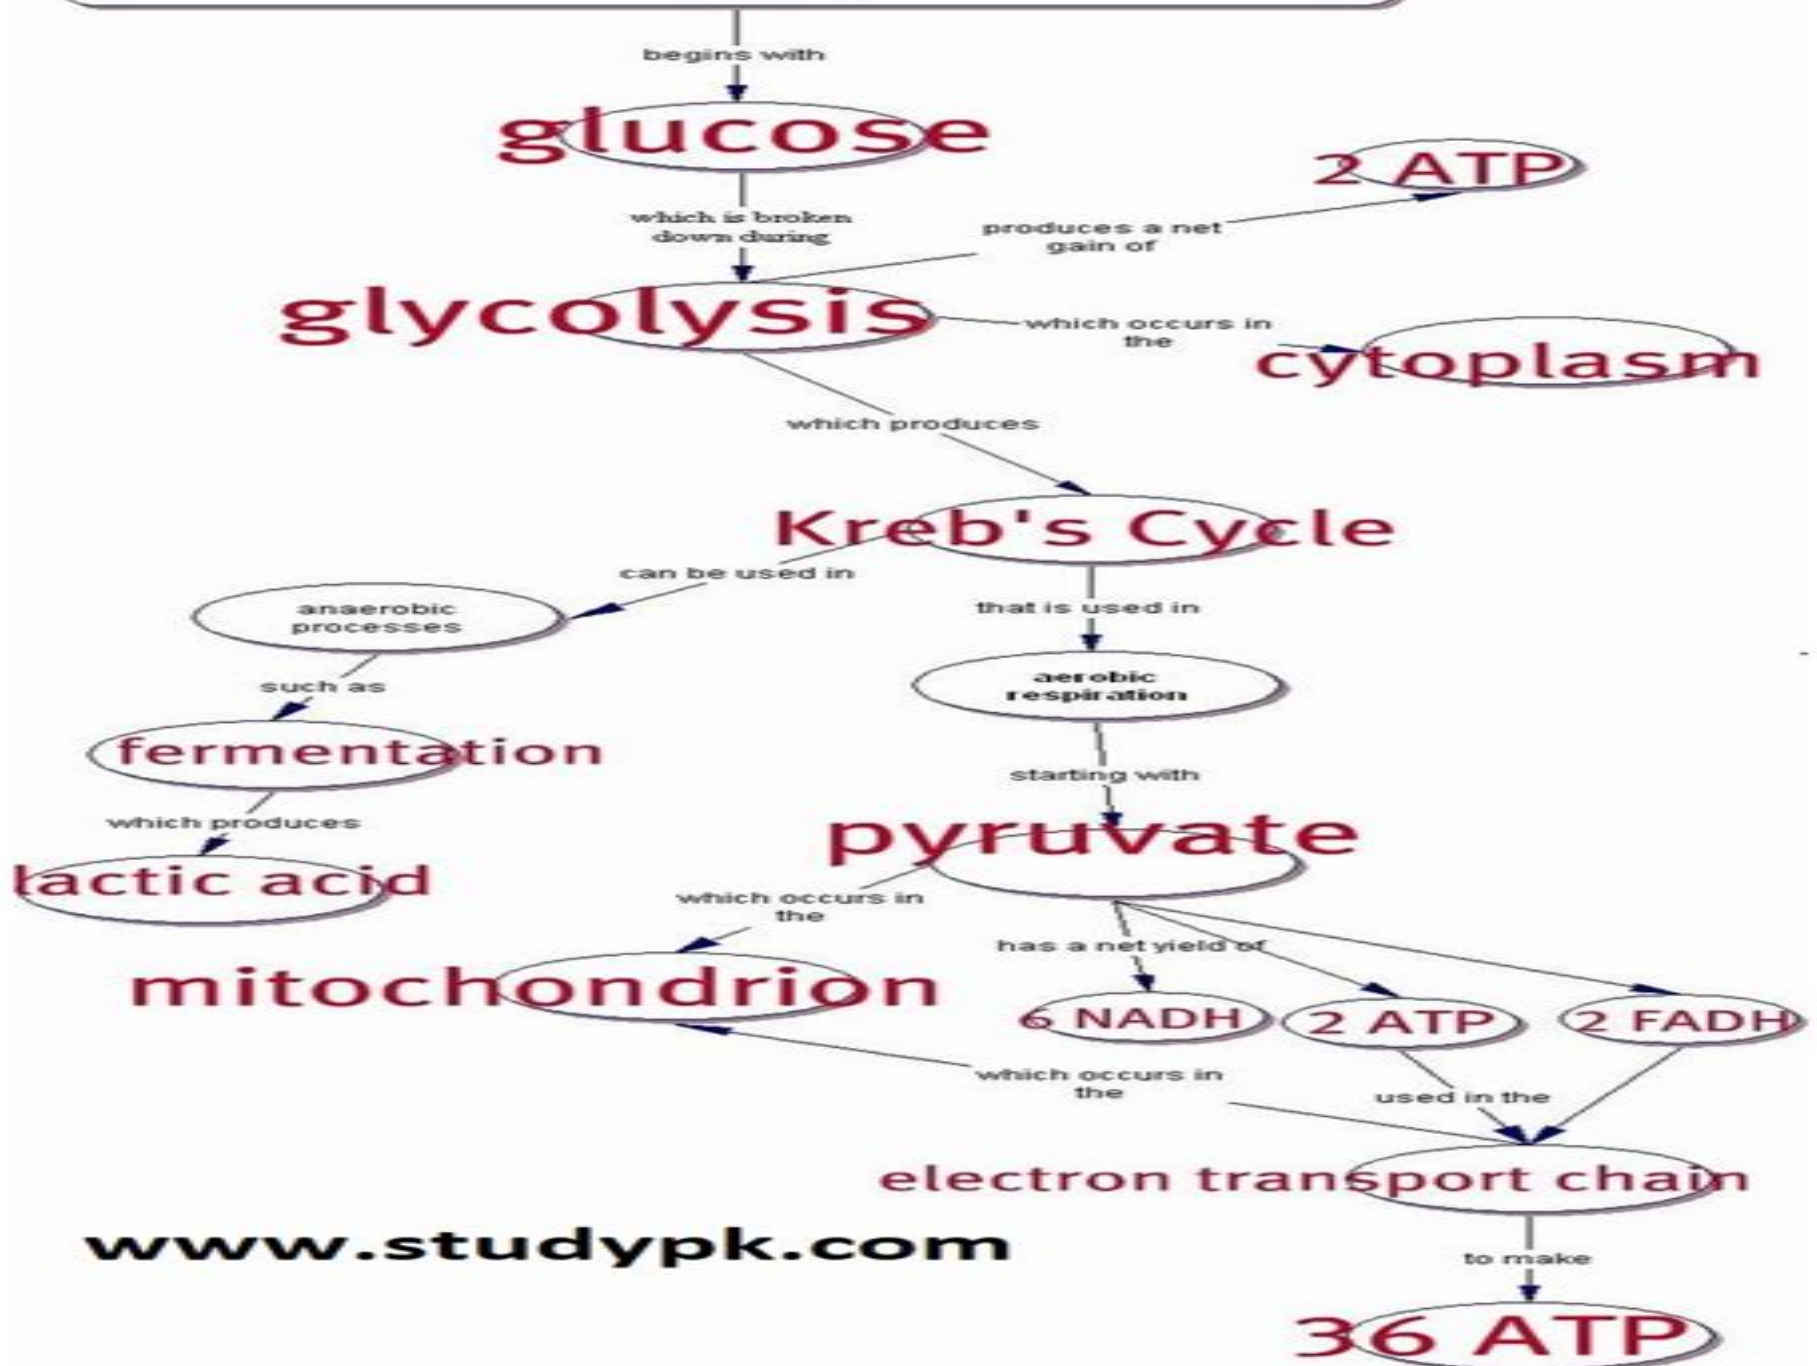 begins with
glucose
2 ATP
which is broken
down during
produces a net
gain of
glycolysis
which occurs in
the
cytoplasm
which produces
Kreb's Cycle
can be used in
anaerobic
processes
that is used in
such as
aerobic
respiration
fermentation
starting with
which produces
pyruvate
lactic acid
which occurs in
the
has a net yield of
mitochondrion
6 NADH
2 ATP
2 FADH
which occurs in
the
used in the
electron transport chain
www.studypk.com
to make
36 ATP